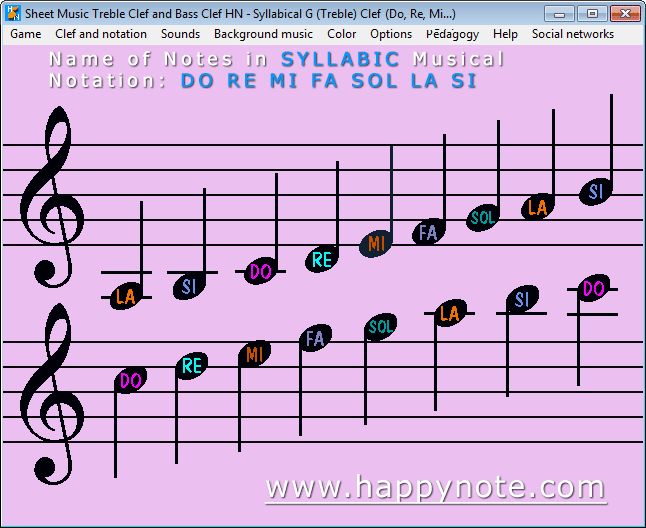 Sheet Music Treble Clef and Bass Clef HN - Syllabical G (Treble) Clef (Do, Re, Mi...)
Game Clef and notation Sounds Background music Color Options Pēdagogy Help Social networks
Name of Notes in SYLLABIC Musical
Notation: DO RE MI FA SOL LA SI
LA SI DO RE MI FA SOL LA SI
DO RE MI FA SOL LA SI DO
www.happynote.com